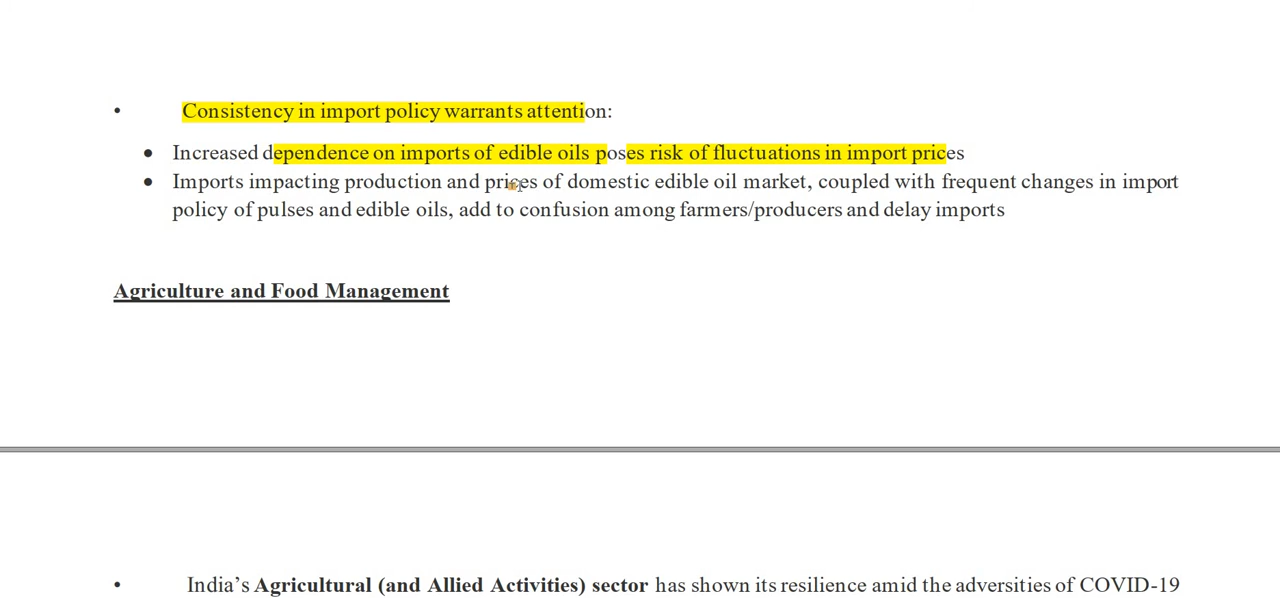 • Consistency in import policy warrants attention:
• Increased dependence on imports of edible oils poses risk of fluctuations in import prices
• Imports impacting production and prices of domestic edible oil market, coupled with frequent changes in import
policy of pulses and edible oils, add to confusion among farmers/producers and delay imports
Agriculture and Food Management
• India’s Agricultural (and Allied Activities) sector has shown its resilience amid the adversities of COVID-19